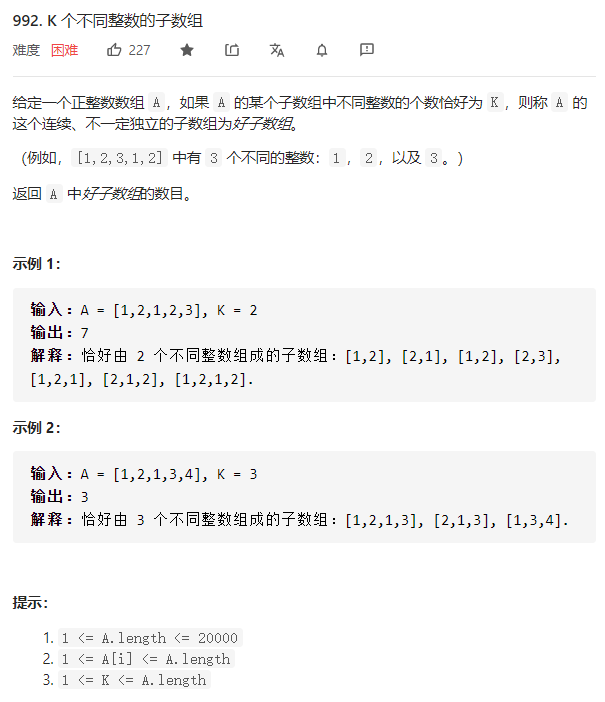 992. K 个不同整数的子数组
难度 困难 227
给定一个正整数数组 A，如果 A 的某个子数组中不同整数的个数恰好为 K，则称 A 的
这个连续、不一定独立的子数组为好子数组。
（例如，[1,2,3,1,2] 中有 3 个不同的整数：1，2，以及 3。）
返回 A 中好子数组的数目。
示例 1：
输入：A = [1,2,1,2,3], K = 2
输出：7
解释：恰好由 2 个不同整数组成的子数组：[1,2], [2,1], [1,2], [2,3],
[1,2,1], [2,1,2], [1,2,1,2].
示例 2：
输入：A = [1,2,1,3,4], K = 3
输出：3
解释：恰好由 3 个不同整数组成的子数组：[1,2,1,3], [2,1,3], [1,3,4].
提示：
1. 1 <= A.length <= 20000
2. 1 <= A[i] <= A.length
3. 1 <= K <= A.length